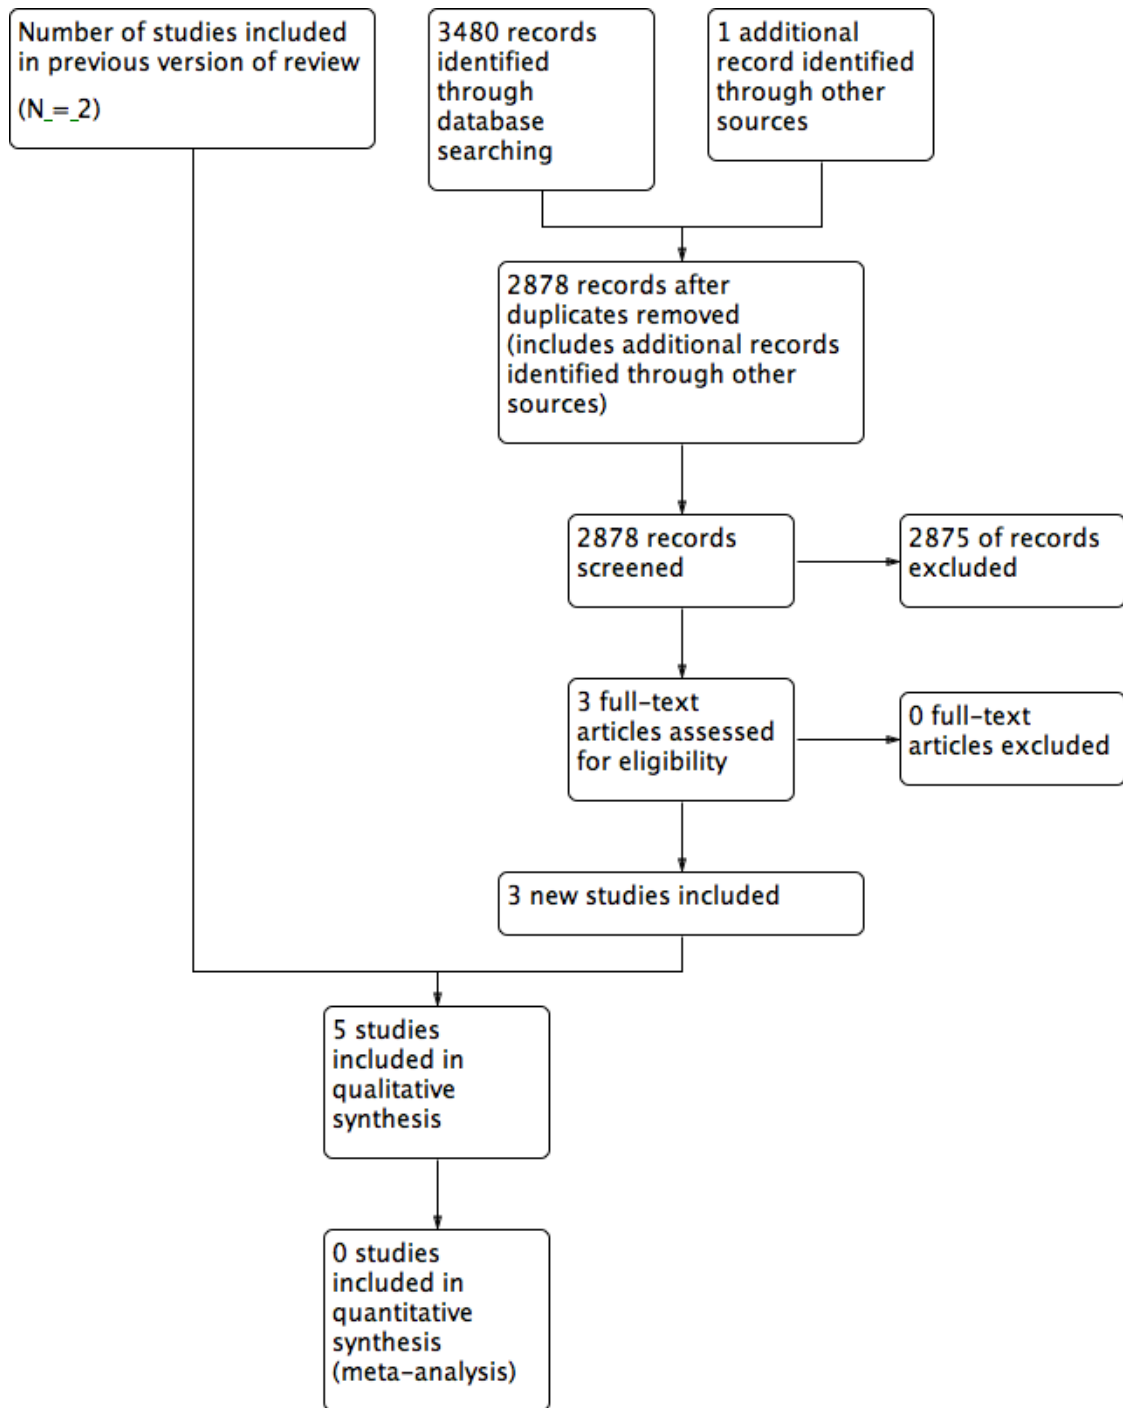 Number of studies included
in previous version of review
(N_=_2)
3480 records
identified
through
database
searching
1 additional
record identified
through other
sources
2878 records after
duplicates removed
(includes additional records
identified through other
sources)
2878 records
screened
2875 of records
excluded
3 full-text
articles assessed
for eligibility
0 full-text
articles excluded
3 new studies included
5 studies
included in
qualitative
synthesis
0 studies
included in
quantitative
synthesis
(meta-analysis)